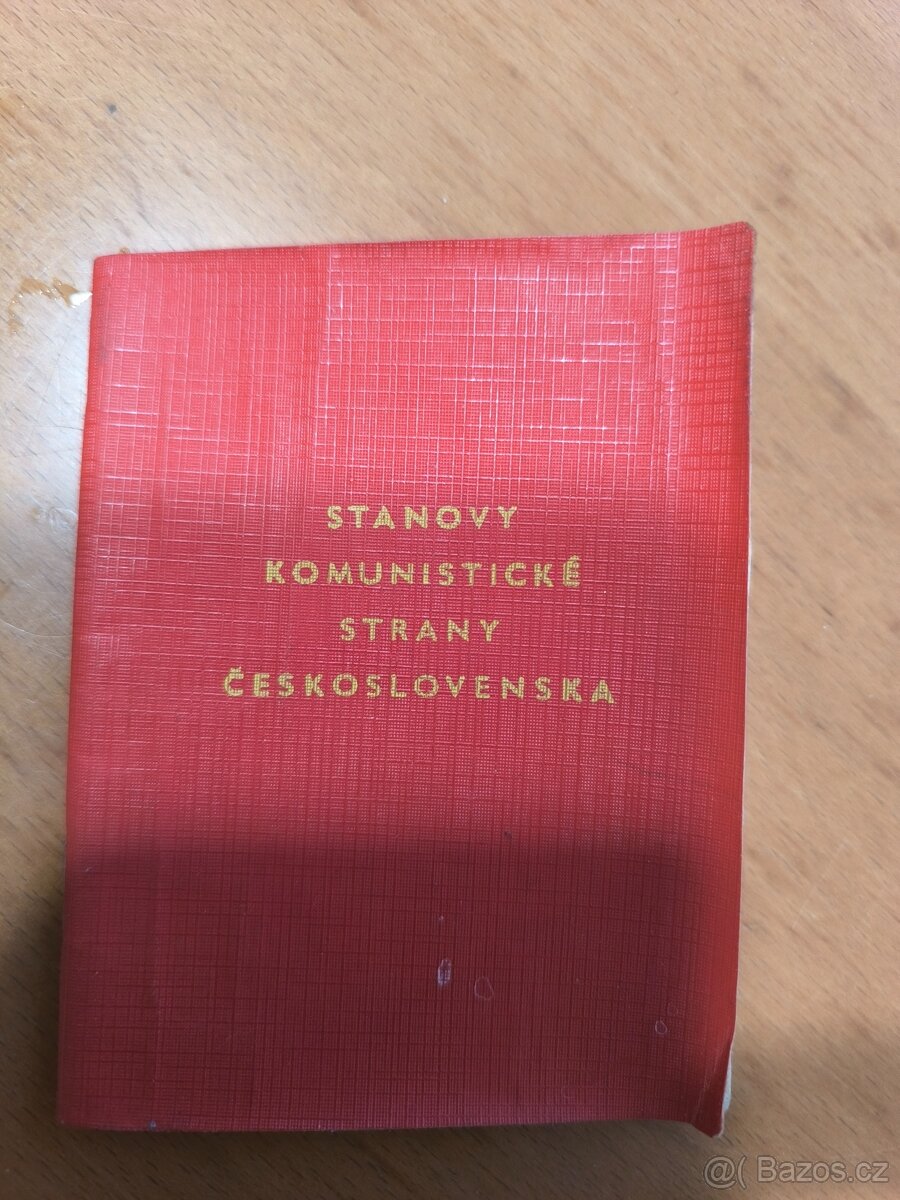 STANOVY
KOMUNISTICKÉ
STRANY
ČESKOSLOVENSKA
@( Bazos.cz